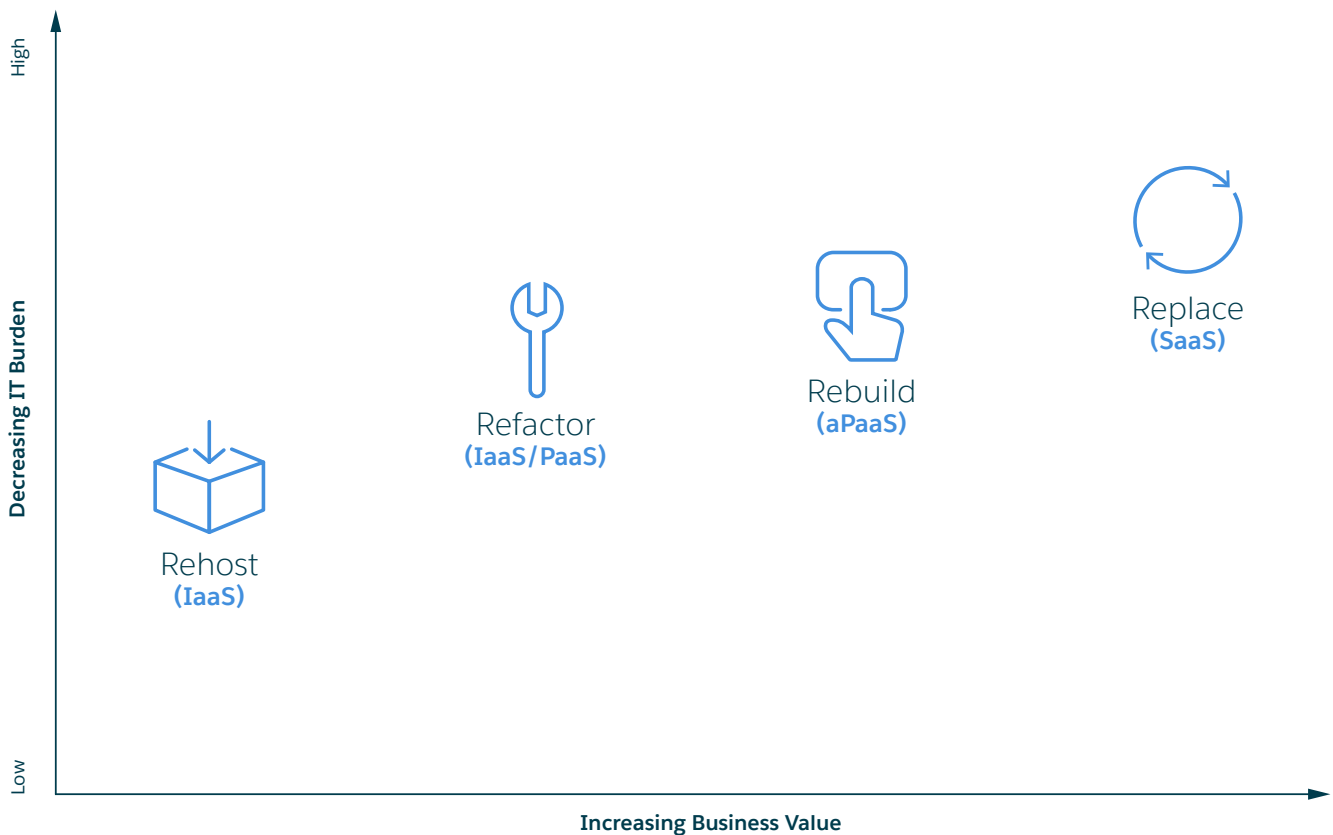 High
Decreasing IT Burden
Low
Rehost
(IaaS)
Refactor
(IaaS/PaaS)
Rebuild
(aPaaS)
Replace
(SaaS)
Increasing Business Value